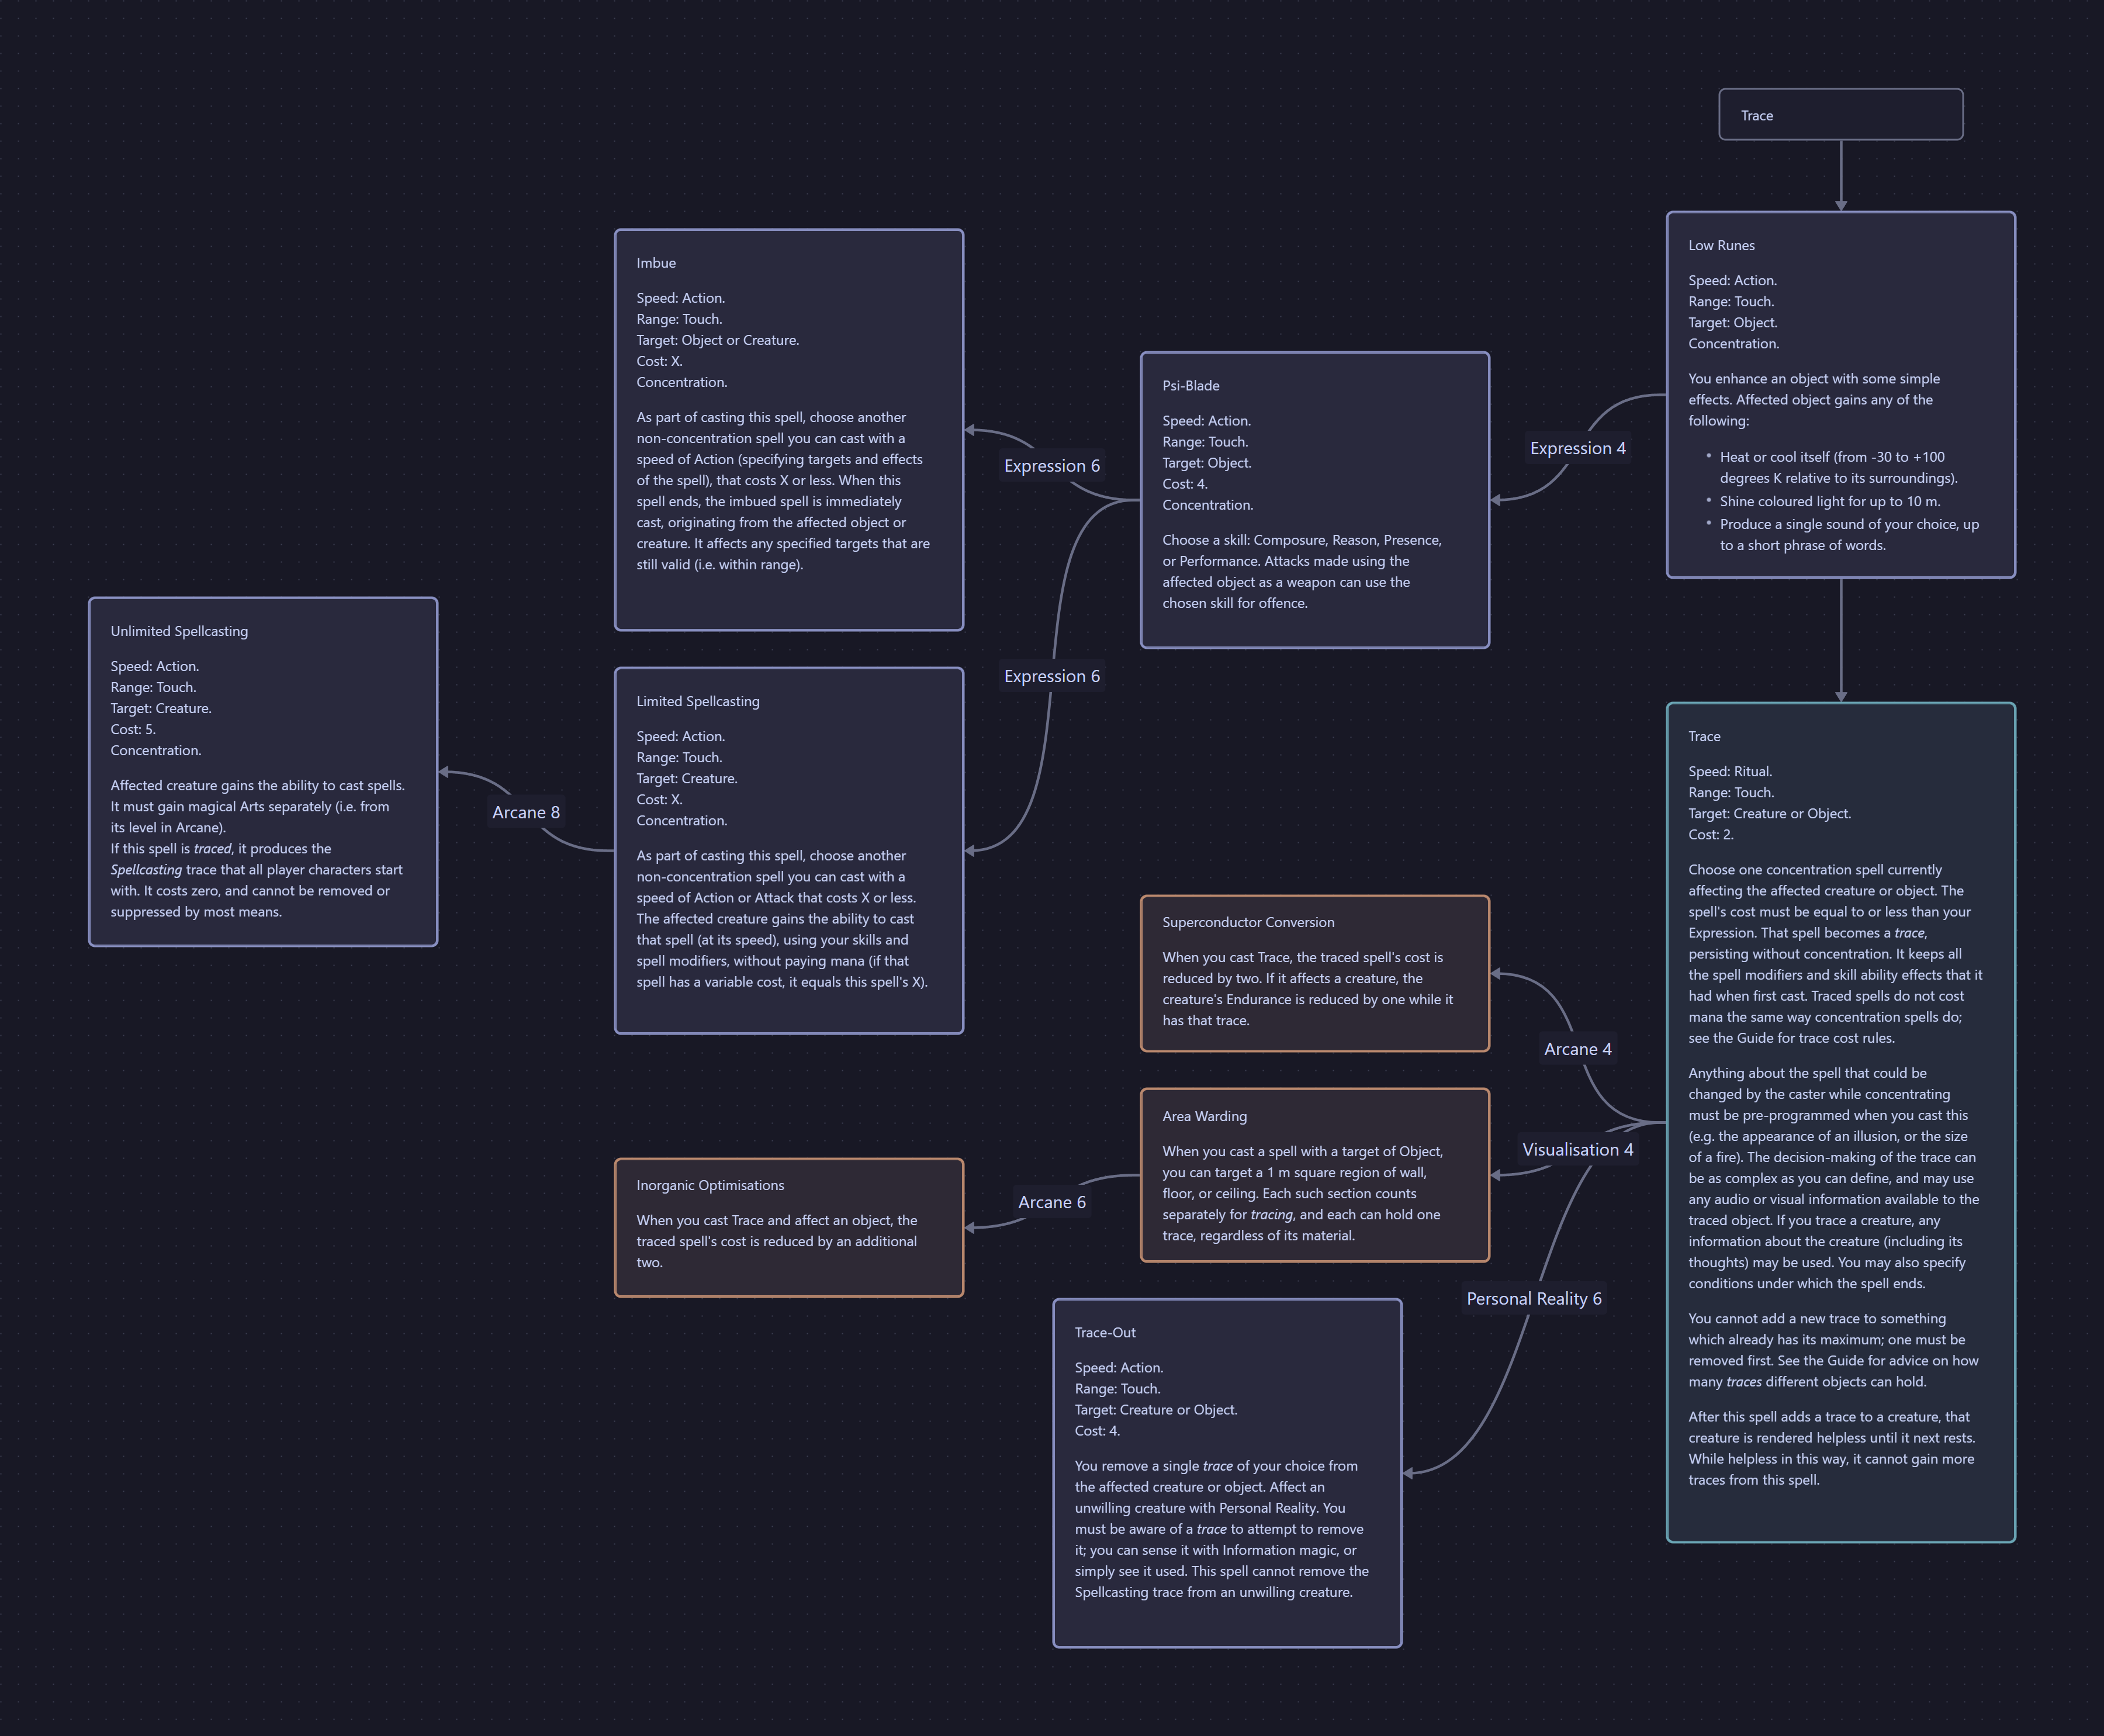 Trace
Low Runes
Speed: Action.
Range: Touch.
Target: Object.
Concentration.
You enhance an object with some simple
effects. Affected object gains any of the
following:
• Heat or cool itself (from -30 to +100
degrees K relative to its surroundings).
• Shine coloured light for up to 10 m.
• Produce a single sound of your choice, up
to a short phrase of words.
Expression 4
Psi-Blade
Speed: Action.
Range: Touch.
Target: Object.
Cost: 4.
Concentration.
Choose a skill: Composure, Reason, Presence,
or Performance. Attacks made using the
affected object as a weapon can use the
chosen skill for offence.
Expression 6
Imbue
Speed: Action.
Range: Touch.
Target: Object or Creature.
Cost: X.
Concentration.
As part of casting this spell, choose another
non-concentration spell you can cast with a
speed of Action (specifying targets and effects
of the spell), that costs X or less. When this
spell ends, the imbued spell is immediately
cast, originating from the affected object or
creature. It affects any specified targets that are
still valid (i.e. within range).
Expression 6
Limited Spellcasting
Speed: Action.
Range: Touch.
Target: Creature.
Cost: X.
Concentration.
As part of casting this spell, choose another
non-concentration spell you can cast with a
speed of Action or Attack that costs X or less.
The affected creature gains the ability to cast
that spell (at its speed), using your skills and
spell modifiers, without paying mana (if that
spell has a variable cost, it equals this spell's X).
Arcane 8
Unlimited Spellcasting
Speed: Action.
Range: Touch.
Target: Creature.
Cost: 5.
Concentration.
Affected creature gains the ability to cast spells.
It must gain magical Arts separately (i.e. from
its level in Arcane).
If this spell is traced, it produces the
Spellcasting trace that all player characters start
with. It costs zero, and cannot be removed or
suppressed by most means.
Trace
Speed: Ritual.
Range: Touch.
Target: Creature or Object.
Cost: 2.
Choose one concentration spell currently
affecting the affected creature or object. The
spell's cost must be equal to or less than your
Expression. That spell becomes a trace,
persisting without concentration. It keeps all
the spell modifiers and skill ability effects that it
had when first cast. Traced spells do not cost
mana the same way concentration spells do;
see the Guide for trace cost rules.
Anything about the spell that could be
changed by the caster while concentrating
must be pre-programmed when you cast this
(e.g. the appearance of an illusion, or the size
of a fire). The decision-making of the trace can
be as complex as you can define, and may use
any audio or visual information available to the
traced object. If you trace a creature, any
information about the creature (including its
thoughts) may be used. You may also specify
conditions under which the spell ends.
You cannot add a new trace to something
which already has its maximum; one must be
removed first. See the Guide for advice on how
many traces different objects can hold.
After this spell adds a trace to a creature, that
creature is rendered helpless until it next rests.
While helpless in this way, it cannot gain more
traces from this spell.
Arcane 4
Superconductor Conversion
When you cast Trace, the traced spell's cost is
reduced by two. If it affects a creature, the
creature's Endurance is reduced by one while it
has that trace.
Visualisation 4
Area Warding
When you cast a spell with a target of Object,
you can target a 1 m square region of wall,
floor, or ceiling. Each such section counts
separately for tracing, and each can hold one
trace, regardless of its material.
Arcane 6
Inorganic Optimisations
When you cast Trace and affect an object, the
traced spell's cost is reduced by an additional
two.
Personal Reality 6
Trace-Out
Speed: Action.
Range: Touch.
Target: Creature or Object.
Cost: 4.
You remove a single trace of your choice from
the affected creature or object. Affect an
unwilling creature with Personal Reality. You
must be aware of a trace to attempt to remove
it; you can sense it with Information magic, or
simply see it used. This spell cannot remove the
Spellcasting trace from an unwilling creature.